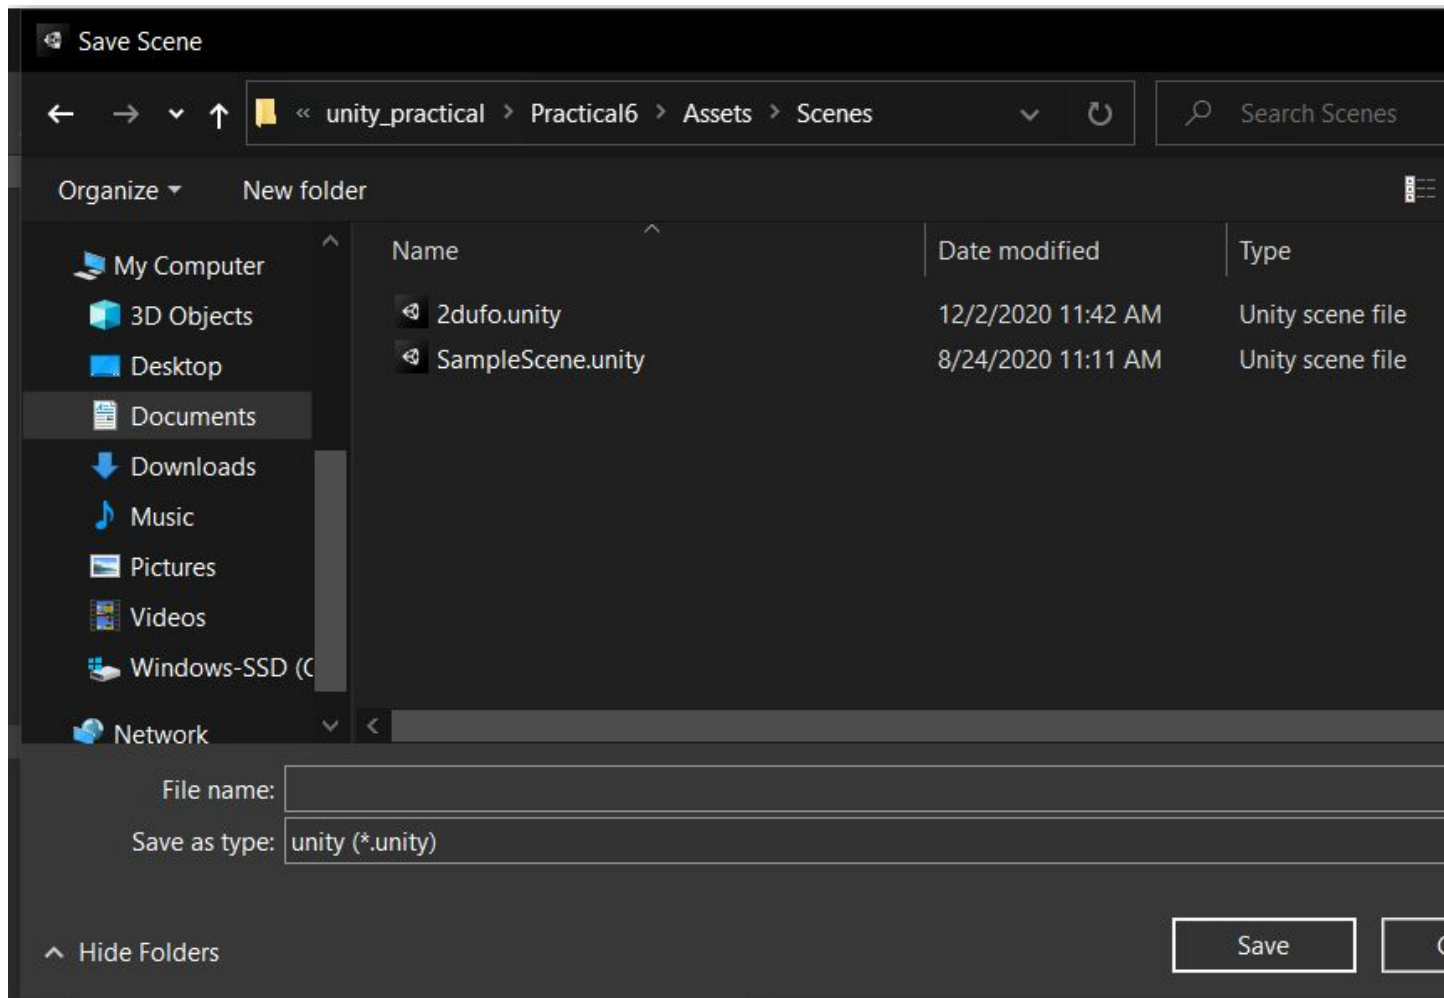 Save Scene
« unity_practical > Practical6 > Assets > Scenes
Search Scenes
Organize
New folder
Name
Date modified
Type
2dufo.unity
12/2/2020 11:42 AM
Unity scene file
SampleScene.unity
8/24/2020 11:11 AM
Unity scene file
My Computer
3D Objects
Desktop
Documents
Downloads
Music
Pictures
Videos
Windows-SSD (C
Network
File name:
Save as type: unity (*.unity)
Hide Folders
Save